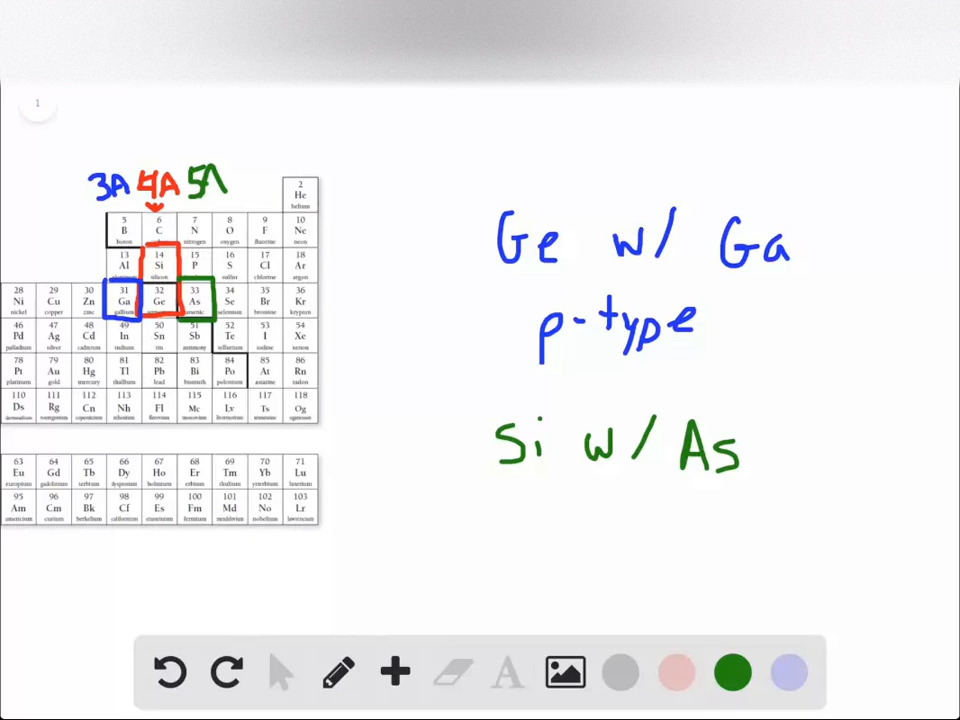 1
3A 4A 5A
2
He
helium
5 6 7 8 9 10
B C N O F Ne
boron nitrogen oxygen fluorine neon
13 14 15 16 17 18
Al Si P S Cl Ar
silicon sulfur chlorine argon
28 29 30 31 32 33 34 35 36
Ni Cu Zn Ga Ge As Se Br Kr
nickel copper zinc gallium arsenic selenium bromine krypton
46 47 48 49 50 51 52 53 54
Pd Ag Cd In Sn Sb Te I Xe
palladium silver cadmium indium tin antimony tellurium iodine xenon
78 79 80 81 82 83 84 85 86
Pt Au Hg Tl Pb Bi Po At Rn
platinum gold mercury thallium lead bismuth polonium astatine radon
110 111 112 113 114 115 116 117 118
Ds Rg Cn Nh Fl Mc Lv Ts Og
63 64 65 66 67 68 69 70 71
Eu Gd Tb Dy Ho Er Tm Yb Lu
europium gadolinium terbium dysprosium holmium erbium thulium ytterbium lutetium
95 96 97 98 99 100 101 102 103
Am Cm Bk Cf Es Fm Md No Lr
americium curium berkelium californium einsteinium fermium mendelevium nobelium lawrencium
Ge w/ Ga
p-type
Si w/ As
A